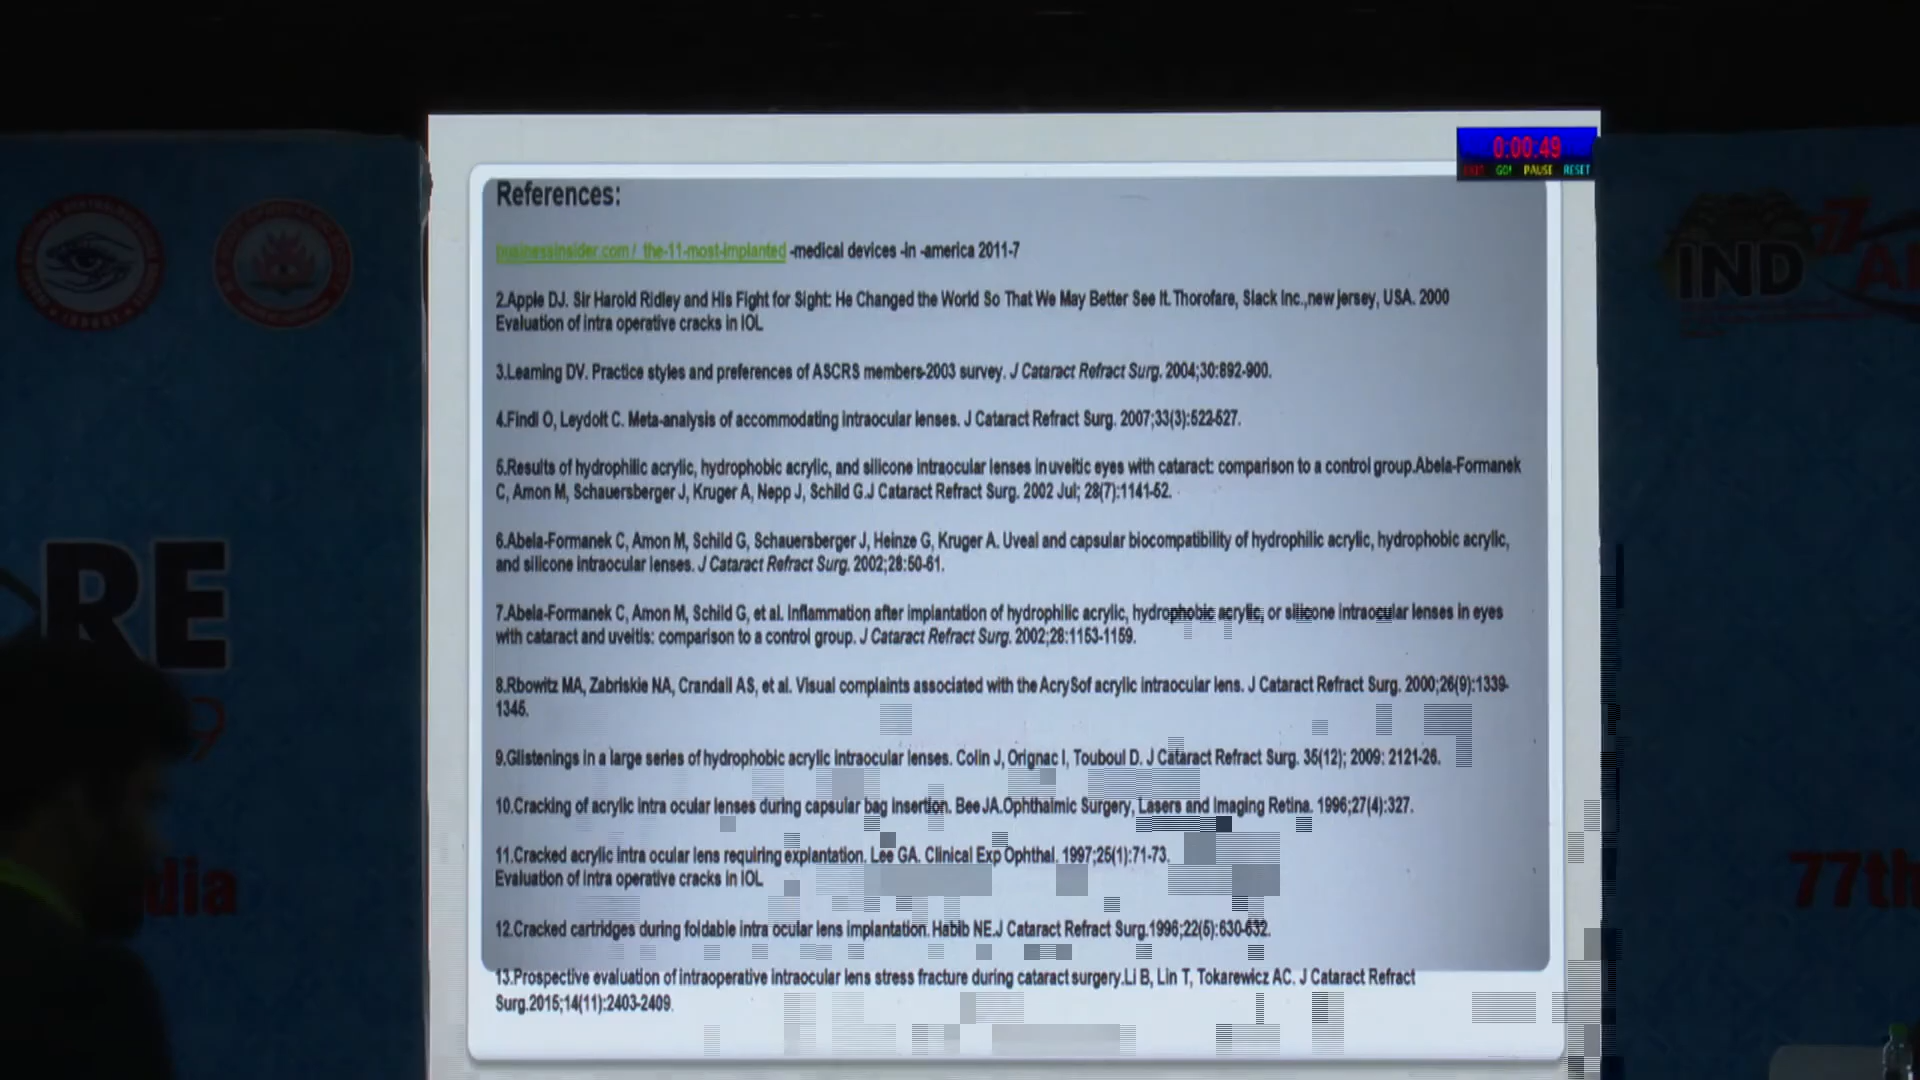 0:00:49
EXIT GO! PAUSE RESET
References:
businessinsider.com/ the-11-most-implanted -medical devices -in -america 2011-7
2.Apple DJ. Sir Harold Ridley and His Fight for Sight: He Changed the World So That We May Better See It. Thorofare, Slack Inc.,new jersey, USA. 2000
Evaluation of intra operative cracks in IOL
3.Leaming DV. Practice styles and preferences of ASCRS members-2003 survey. J Cataract Refract Surg. 2004;30:892-900.
4.Findl O, Leydolt C. Meta-analysis of accommodating intraocular lenses. J Cataract Refract Surg. 2007;33(3):522-527.
5.Results of hydrophilic acrylic, hydrophobic acrylic, and silicone intraocular lenses in uveitic eyes with cataract: comparison to a control group.Abela-Formanek
C, Amon M, Schauersberger J, Kruger A, Nepp J, Schild G.J Cataract Refract Surg. 2002 Jul; 28(7):1141-52.
6.Abela-Formanek C, Amon M, Schild G, Schauersberger J, Heinze G, Kruger A. Uveal and capsular biocompatibility of hydrophilic acrylic, hydrophobic acrylic,
and silicone intraocular lenses. J Cataract Refract Surg. 2002;28:50-61.
7.Abela-Formanek C, Amon M, Schild G, et al. Inflammation after implantation of hydrophilic acrylic, hydrophobic acrylic, or silicone intraocular lenses in eyes
with cataract and uveitis: comparison to a control group. J Cataract Refract Surg. 2002;28:1153-1159.
8.Rbowitz MA, Zabriskie NA, Crandall AS, et al. Visual complaints associated with the AcrySof acrylic intraocular lens. J Cataract Refract Surg. 2000;26(9):1339-
1345.
9.Glistenings in a large series of hydrophobic acrylic intraocular lenses. Colin J, Orignac I, Touboul D. J Cataract Refract Surg. 35(12); 2009: 2121-26.
10.Cracking of acrylic intra ocular lenses during capsular bag insertion. Bee JA.Ophthalmic Surgery, Lasers and Imaging Retina. 1996;27(4):327.
11.Cracked acrylic intra ocular lens requiring explantation. Lee GA. Clinical Exp Ophthal. 1997;25(1):71-73.
Evaluation of intra operative cracks in IOL
12.Cracked cartridges during foldable intra ocular lens implantation. Habib NE.J Cataract Refract Surg.1996;22(5):630-632.
13.Prospective evaluation of intraoperative intraocular lens stress fracture during cataract surgery.Li B, Lin T, Tokarewicz AC. J Cataract Refract
Surg.2015;14(11):2403-2409.
RE
9
dia
IND
77
AI
77th